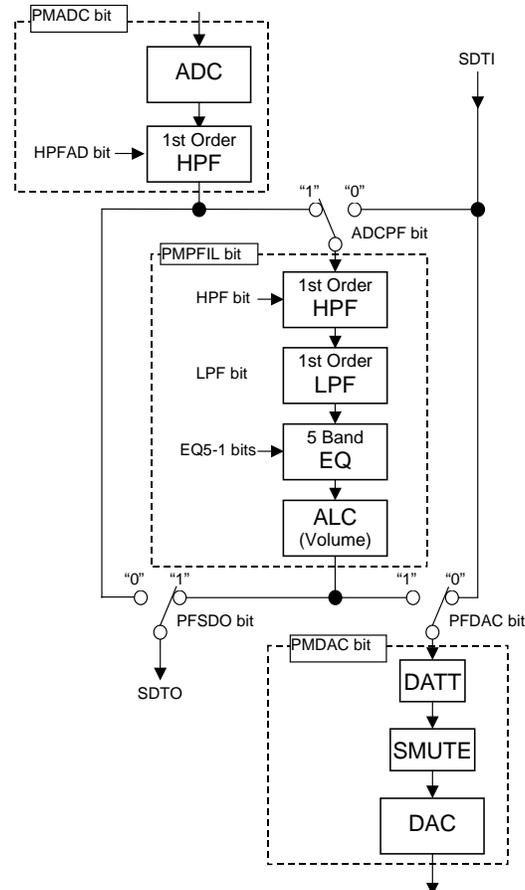 PMADC bit
ADC
SDTI
HPFAD bit
1st Order
HPF
“1”
“0”
ADCPF bit
PMPFIL bit
HPF bit
1st Order
HPF
LPF bit
1st Order
LPF
EQ5-1 bits
5 Band
EQ
ALC
(Volume)
“0”
“1”
“1”
“0”
PFSDO bit
PFDAC bit
PMDAC bit
SDTO
DATT
SMUTE
DAC